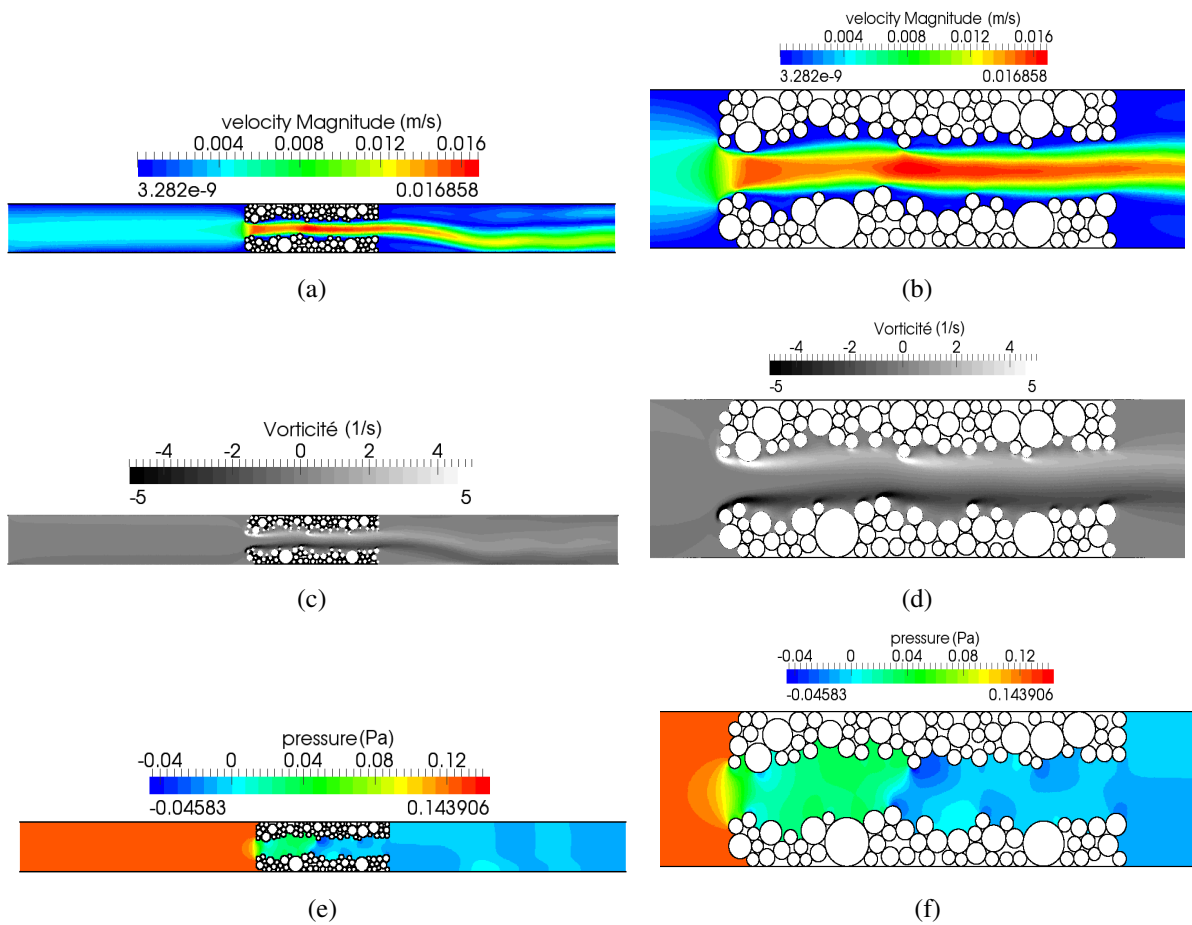 velocity Magnitude (m/s)
0.004 0.008 0.012 0.016
3.282e-9 0.016858
(a)
velocity Magnitude (m/s)
0.004 0.008 0.012 0.016
3.282e-9 0.016858
(b)
Vorticité (1/s)
-4 -2 0 2 4
-5 5
(c)
Vorticité (1/s)
-4 -2 0 2 4
-5 5
(d)
pressure (Pa)
-0.04 0 0.04 0.08 0.12
-0.04583 0.143906
(e)
pressure (Pa)
-0.04 0 0.04 0.08 0.12
-0.04583 0.143906
(f)